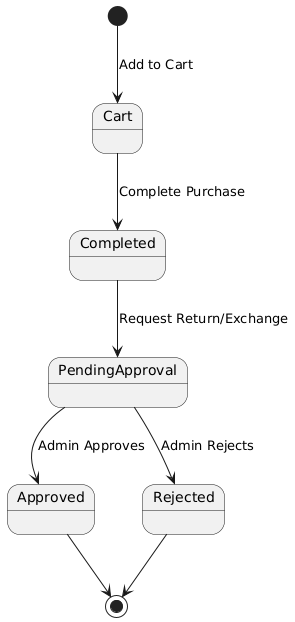 Add to Cart
Cart
Complete Purchase
Completed
Request Return/Exchange
PendingApproval
Admin Approves
Admin Rejects
Approved
Rejected